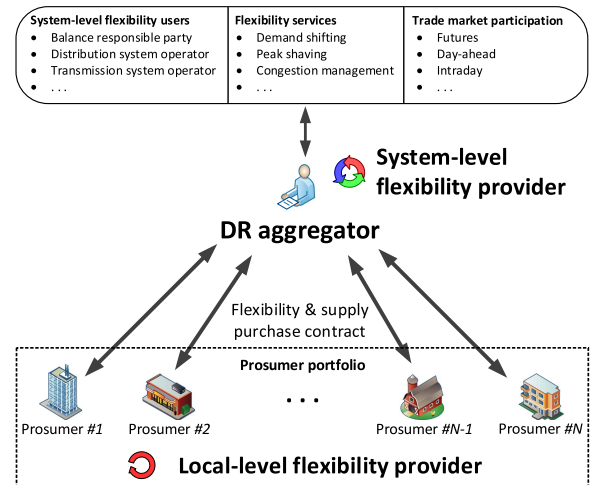 System-level flexibility users
• Balance responsible party
• Distribution system operator
• Transmission system operator
• . . .
Flexibility services
• Demand shifting
• Peak shaving
• Congestion management
• . . .
Trade market participation
• Futures
• Day-ahead
• Intraday
• . . .
System-level
flexibility provider
DR aggregator
Flexibility & supply
purchase contract
Prosumer portfolio
. . .
Prosumer #1
Prosumer #2
Prosumer #N-1
Prosumer #N
Local-level flexibility provider